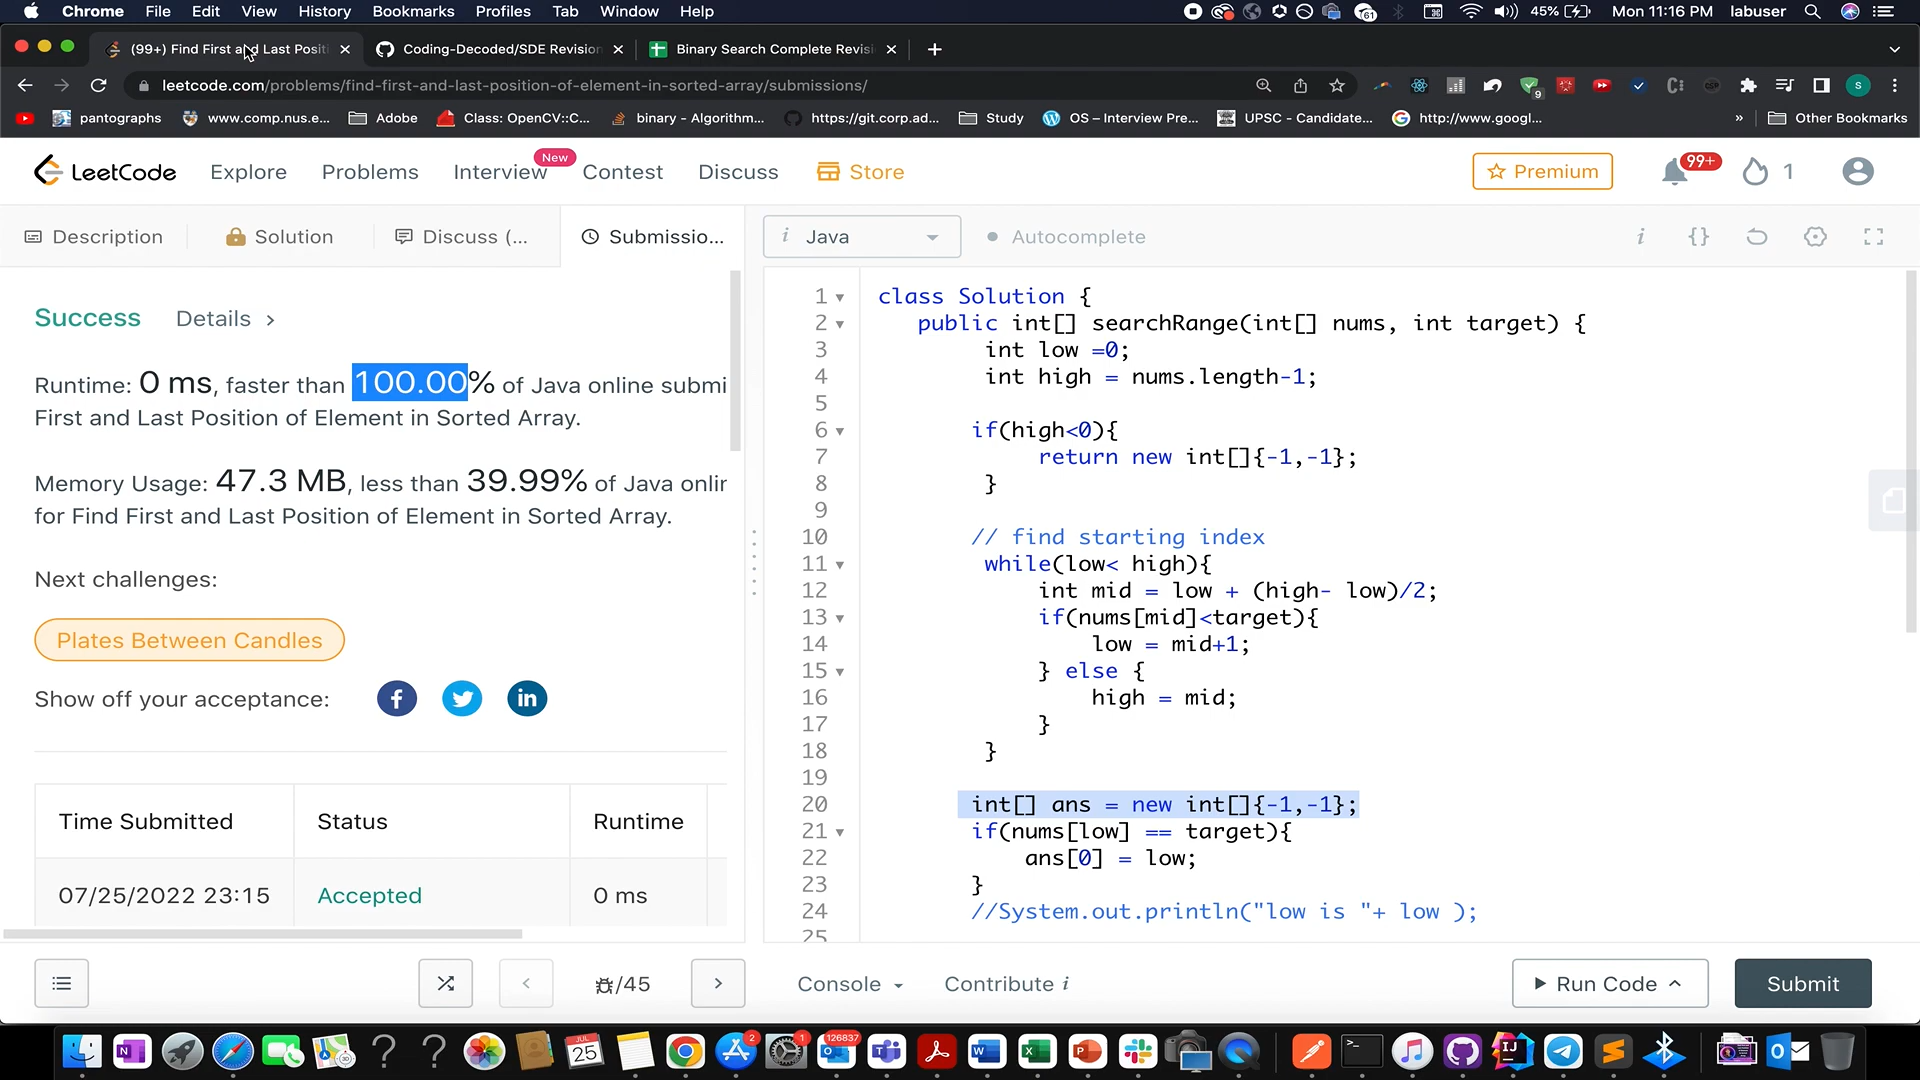 Chrome File Edit View History Bookmarks Profiles Tab Window Help
61 45% Mon 11:16 PM labuser
(99+) Find First and Last Positi
Coding-Decoded/SDE Revision
Binary Search Complete Revisi
leetcode.com/problems/find-first-and-last-position-of-element-in-sorted-array/submissions/
9
S
pantographs
www.comp.nus.e...
Adobe
Class: OpenCV::C...
binary - Algorithm...
https://git.corp.ad...
Study
OS – Interview Pre...
UPSC - Candidate...
http://www.googl...
»
Other Bookmarks
LeetCode Explore Problems Interview New Contest Discuss Store
Premium 99+ 1
Description Solution Discuss (... Submissio...
i Java Autocomplete
i {}
Success Details >
Runtime: 0 ms, faster than 100.00% of Java online submi
First and Last Position of Element in Sorted Array.
Memory Usage: 47.3 MB, less than 39.99% of Java onlin
for Find First and Last Position of Element in Sorted Array.
Next challenges:
Plates Between Candles
Show off your acceptance:
Time Submitted Status Runtime
07/25/2022 23:15 Accepted 0 ms
1 class Solution {
2 public int[] searchRange(int[] nums, int target) {
3 int low =0;
4 int high = nums.length-1;
5
6 if(high<0){
7 return new int[]{-1,-1};
8 }
9
10 // find starting index
11 while(low< high){
12 int mid = low + (high- low)/2;
13 if(nums[mid]<target){
14 low = mid+1;
15 } else {
16 high = mid;
17 }
18 }
19
20 int[] ans = new int[]{-1,-1};
21 if(nums[low] == target){
22 ans[0] = low;
23 }
24 //System.out.println("low is "+ low );
25
/45
Console Contribute i
Run Code Submit
JUL
25
2
1
126837